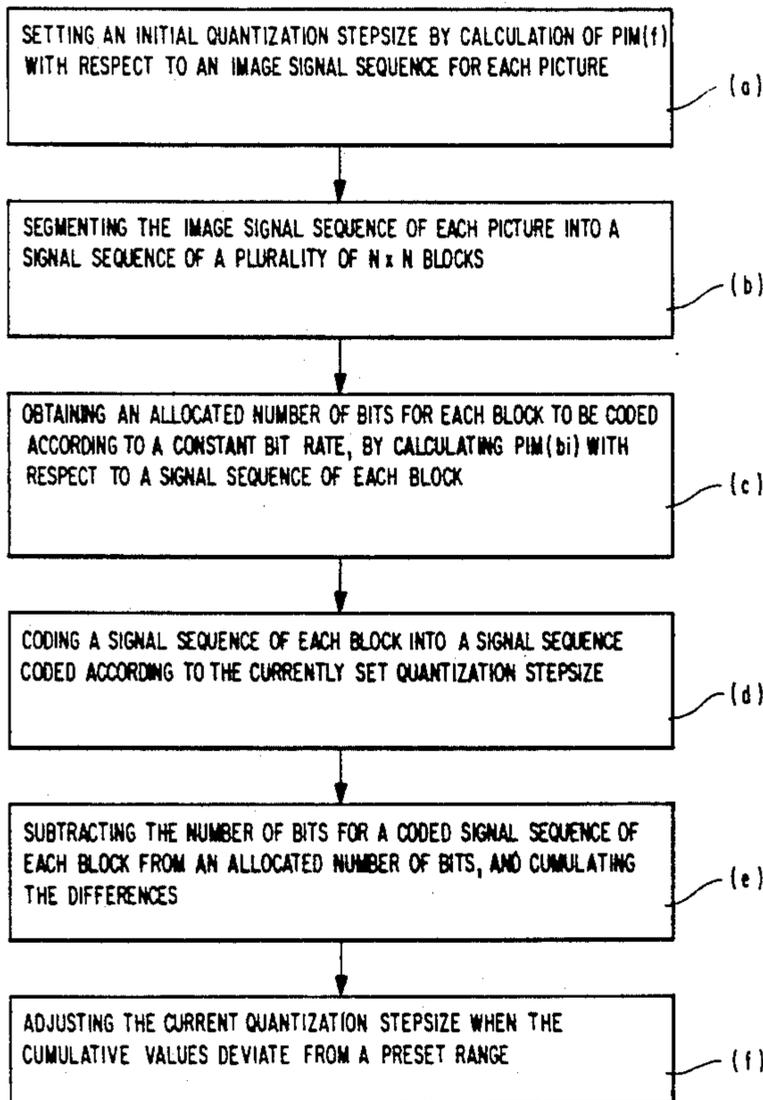 SETTING AN INITIAL QUANTIZATION STEPSIZE BY CALCULATION OF PIM(f)
WITH RESPECT TO AN IMAGE SIGNAL SEQUENCE FOR EACH PICTURE
(a)
SEGMENTING THE IMAGE SIGNAL SEQUENCE OF EACH PICTURE INTO A
SIGNAL SEQUENCE OF A PLURALITY OF N x N BLOCKS
(b)
OBTAINING AN ALLOCATED NUMBER OF BITS FOR EACH BLOCK TO BE CODED
ACCORDING TO A CONSTANT BIT RATE, BY CALCULATING PIM(bi) WITH
RESPECT TO A SIGNAL SEQUENCE OF EACH BLOCK
(c)
CODING A SIGNAL SEQUENCE OF EACH BLOCK INTO A SIGNAL SEQUENCE
CODED ACCORDING TO THE CURRENTLY SET QUANTIZATION STEPSIZE
(d)
SUBTRACTING THE NUMBER OF BITS FOR A CODED SIGNAL SEQUENCE OF
EACH BLOCK FROM AN ALLOCATED NUMBER OF BITS, AND CUMULATING
THE DIFFERENCES
(e)
ADJUSTING THE CURRENT QUANTIZATION STEPSIZE WHEN THE
CUMULATIVE VALUES DEVIATE FROM A PRESET RANGE
(f)